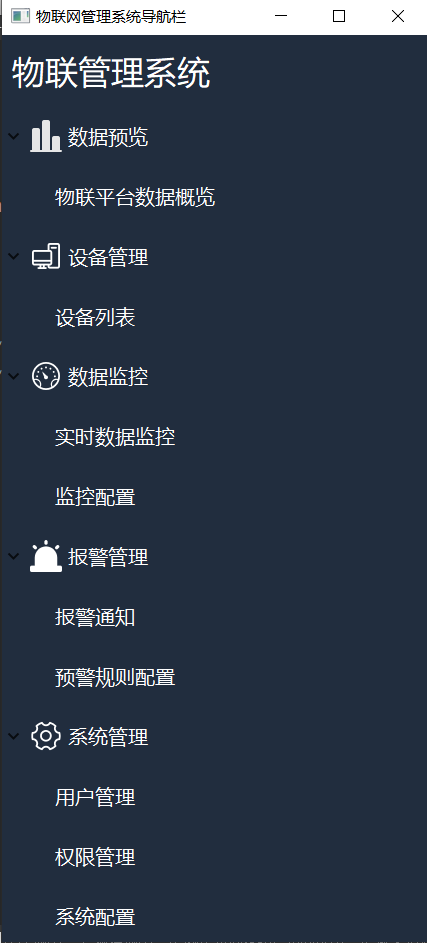 物联网管理系统导航栏
物联管理系统
数据预览
物联平台数据概览
设备管理
设备列表
数据监控
实时数据监控
监控配置
报警管理
报警通知
预警规则配置
系统管理
用户管理
权限管理
系统配置